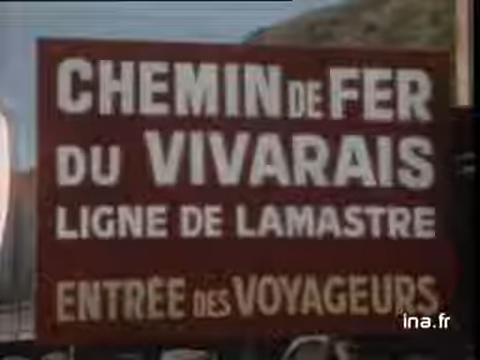 CHEMIN DE FER
DU VIVARAIS
LIGNE DE LAMASTRE
ENTRÉE DES VOYAGEURS
ina.fr